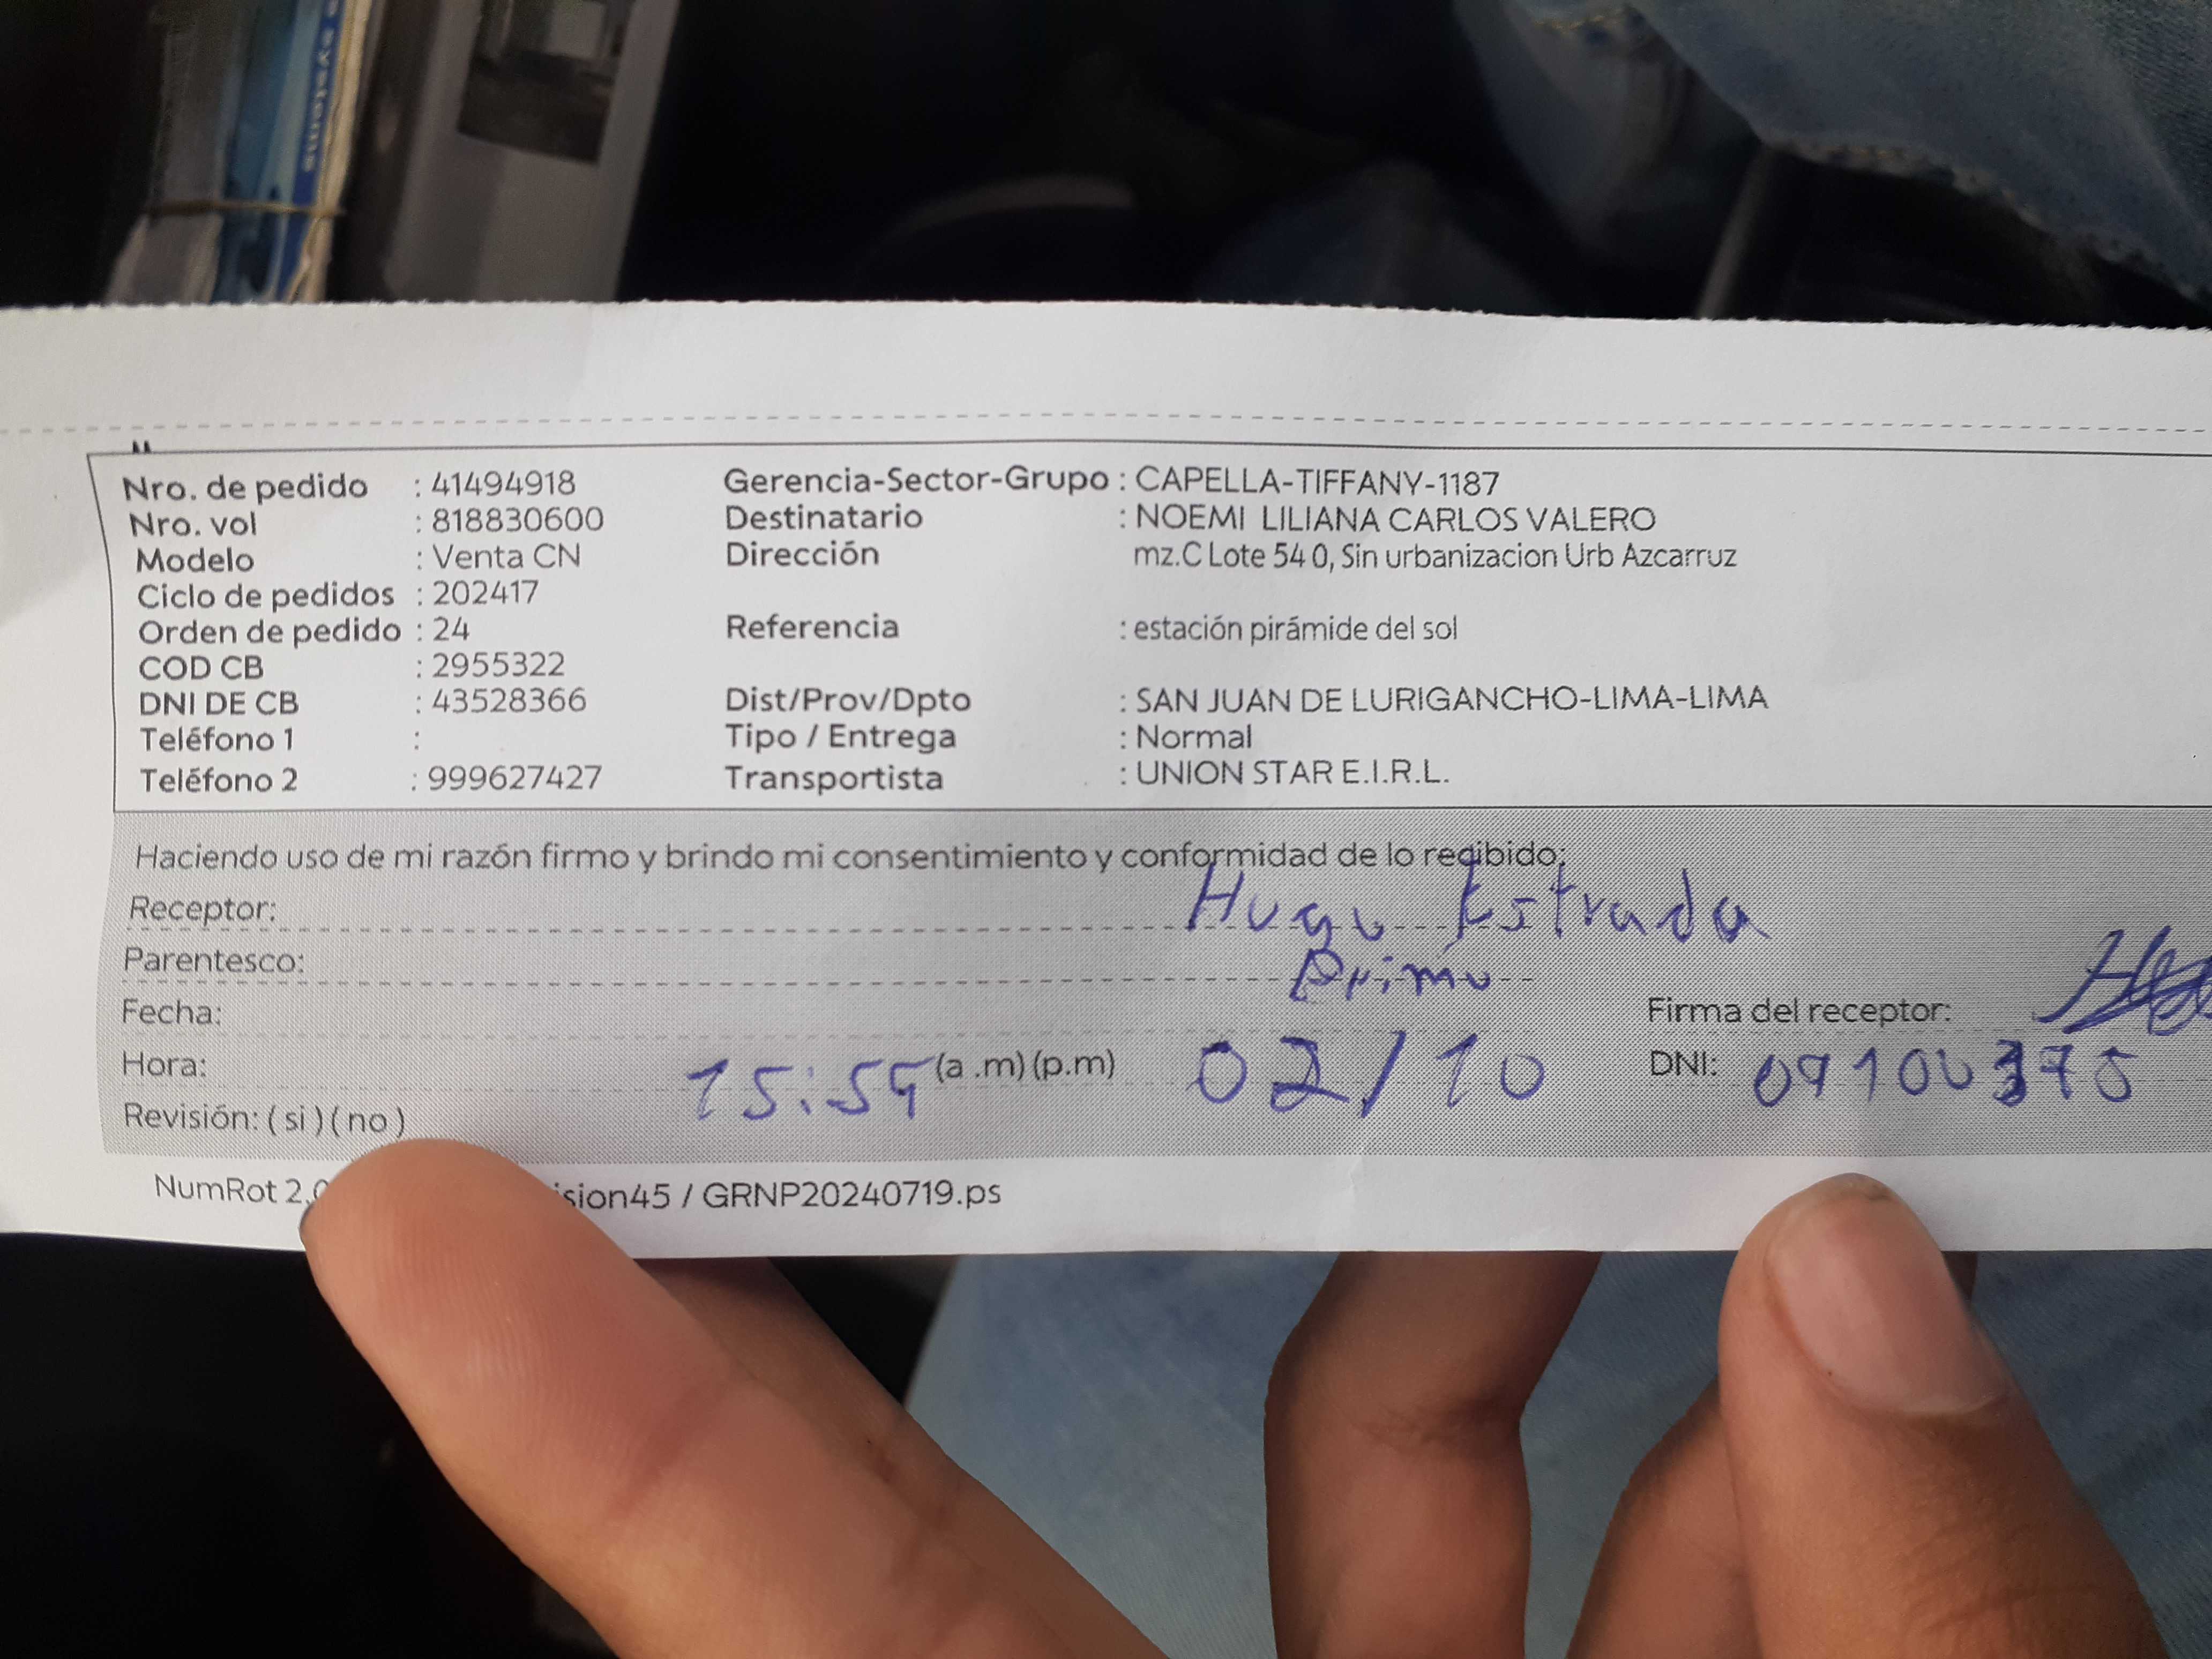 Nro. de pedido : 41494918 Gerencia-Sector-Grupo : CAPELLA-TIFFANY-1187
Nro. vol : 818830600 Destinatario : NOEMI LILIANA CARLOS VALERO
Modelo : Venta CN Dirección mz.C Lote 54 0, Sin urbanizacion Urb Azcarruz
Ciclo de pedidos : 202417
Orden de pedido : 24 Referencia : estación pirámide del sol
COD CB : 2955322
DNI DE CB : 43528366 Dist/Prov/Dpto : SAN JUAN DE LURIGANCHO-LIMA-LIMA
Teléfono 1 : Tipo / Entrega : Normal
Teléfono 2 : 999627427 Transportista : UNION STAR E.I.R.L.
Haciendo uso de mi razón firmo y brindo mi consentimiento y conformidad de lo recibido:
Receptor: Hugo Estrada
Parentesco: Primo
Fecha: Firma del receptor:
Hora: 15:54 (a .m) (p.m) 02/10 DNI:
Revisión: ( si ) ( no )
NumRot 2.0 sion45 / GRNP20240719.ps